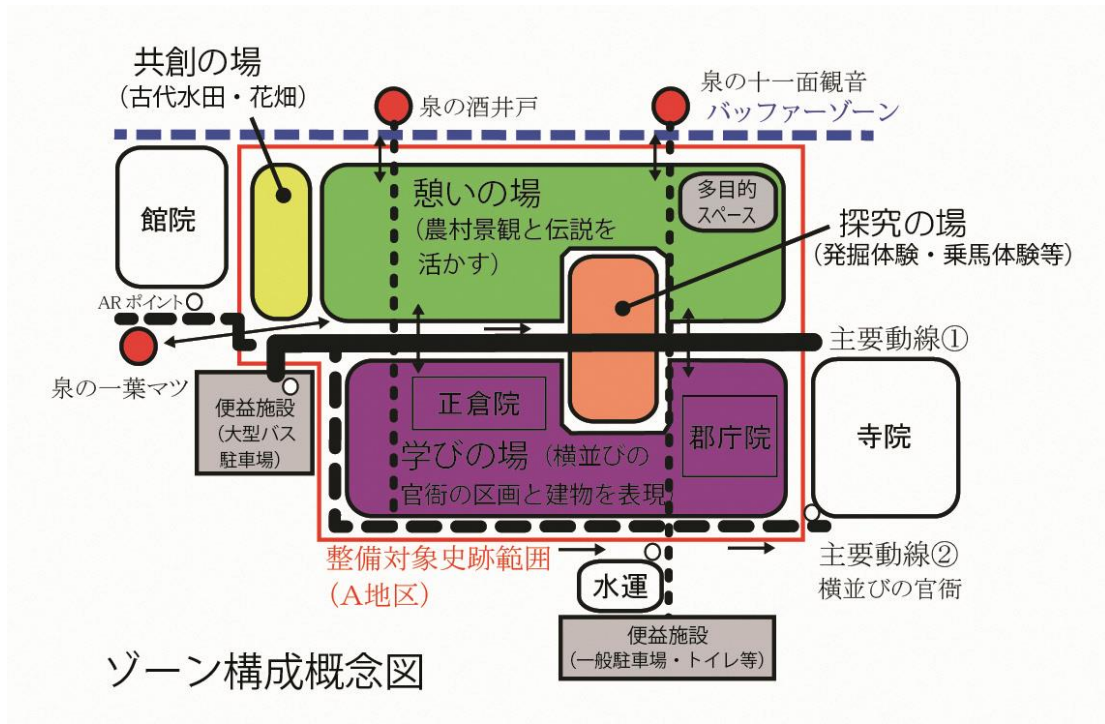 共創の場
(古代水田・花畑)
泉の酒井戸
泉の十一面観音
バッファーゾーン
館院
憩いの場
(農村景観と伝説を
活かす)
多目的
スペース
探究の場
(発掘体験・乗馬体験等)
ARポイント
主要動線①
泉の一葉マツ
便益施設
(大型バス
駐車場)
正倉院
郡庁院
寺院
学びの場(横並びの
官衙の区画と建物を表現)
整備対象史跡範囲
(A地区)
水運
主要動線②
横並びの官衙
便益施設
(一般駐車場・トイレ等)
ゾーン構成概念図